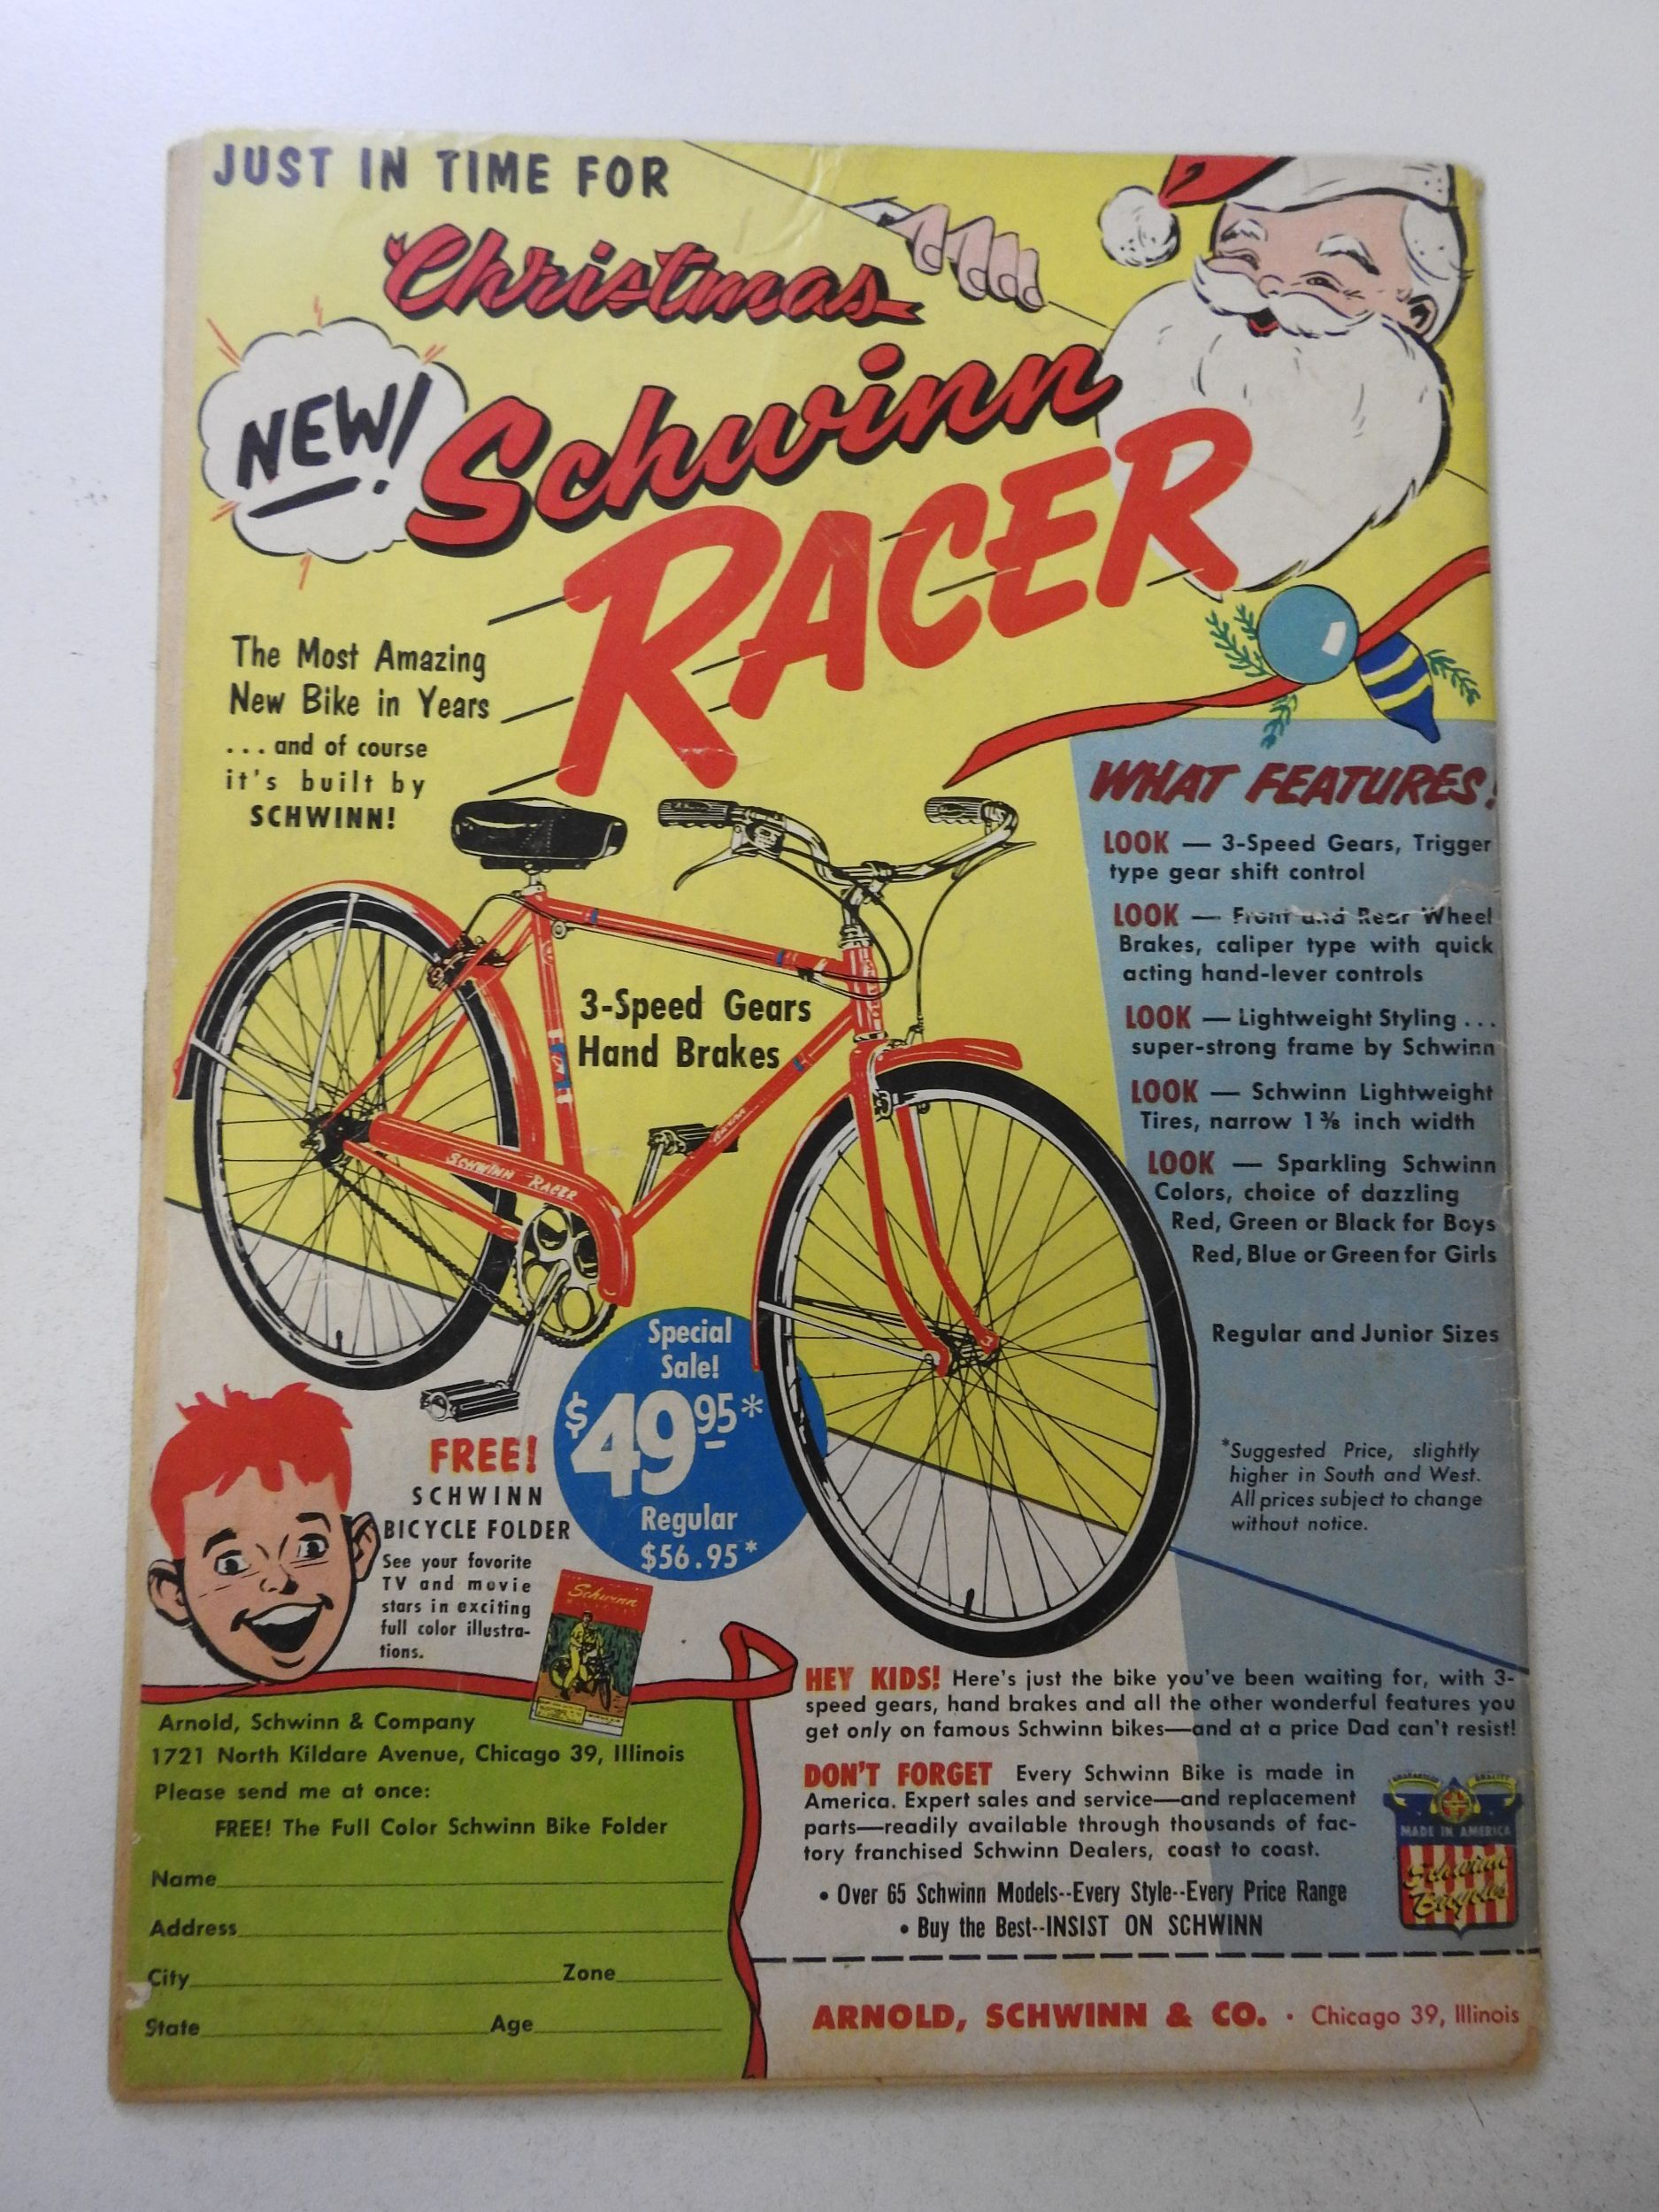 JUST IN TIME FOR
Christmas
NEW!
Schwinn
RACER
The Most Amazing
New Bike in Years
...and of course
it's built by
SCHWINN!
WHAT FEATURES!
LOOK — 3-Speed Gears, Trigger
type gear shift control
LOOK — Front and Rear Wheel
Brakes, caliper type with quick
acting hand-lever controls
LOOK — Lightweight Styling...
super-strong frame by Schwinn
LOOK — Schwinn Lightweight
Tires, narrow 1 3/8 inch width
LOOK — Sparkling Schwinn
Colors, choice of dazzling
Red, Green or Black for Boys
Red, Blue or Green for Girls
Regular and Junior Sizes
*Suggested Price, slightly
higher in South and West.
All prices subject to change
without notice.
3-Speed Gears
Hand Brakes
SCHWINN RACER
Special
Sale!
$49.95*
Regular
$56.95*
FREE!
SCHWINN
BICYCLE FOLDER
See your fovorite
TV and movie
stars in exciting
full color illustra-
tions.
Schwinn
Arnold, Schwinn & Company
1721 North Kildare Avenue, Chicago 39, Illinois
Please send me at once:
FREE! The Full Color Schwinn Bike Folder
Name
Address
City Zone
State Age
HEY KIDS! Here's just the bike you've been waiting for, with 3-
speed gears, hand brakes and all the other wonderful features you
get only on famous Schwinn bikes—and at a price Dad can't resist!
DON'T FORGET Every Schwinn Bike is made in
America. Expert sales and service—and replacement
parts—readily available through thousands of fac-
tory franchised Schwinn Dealers, coast to coast.
• Over 65 Schwinn Models--Every Style--Every Price Range
• Buy the Best--INSIST ON SCHWINN
MADE IN AMERICA
Schwinn
Bicycles
ARNOLD, SCHWINN & CO. • Chicago 39, Illinois